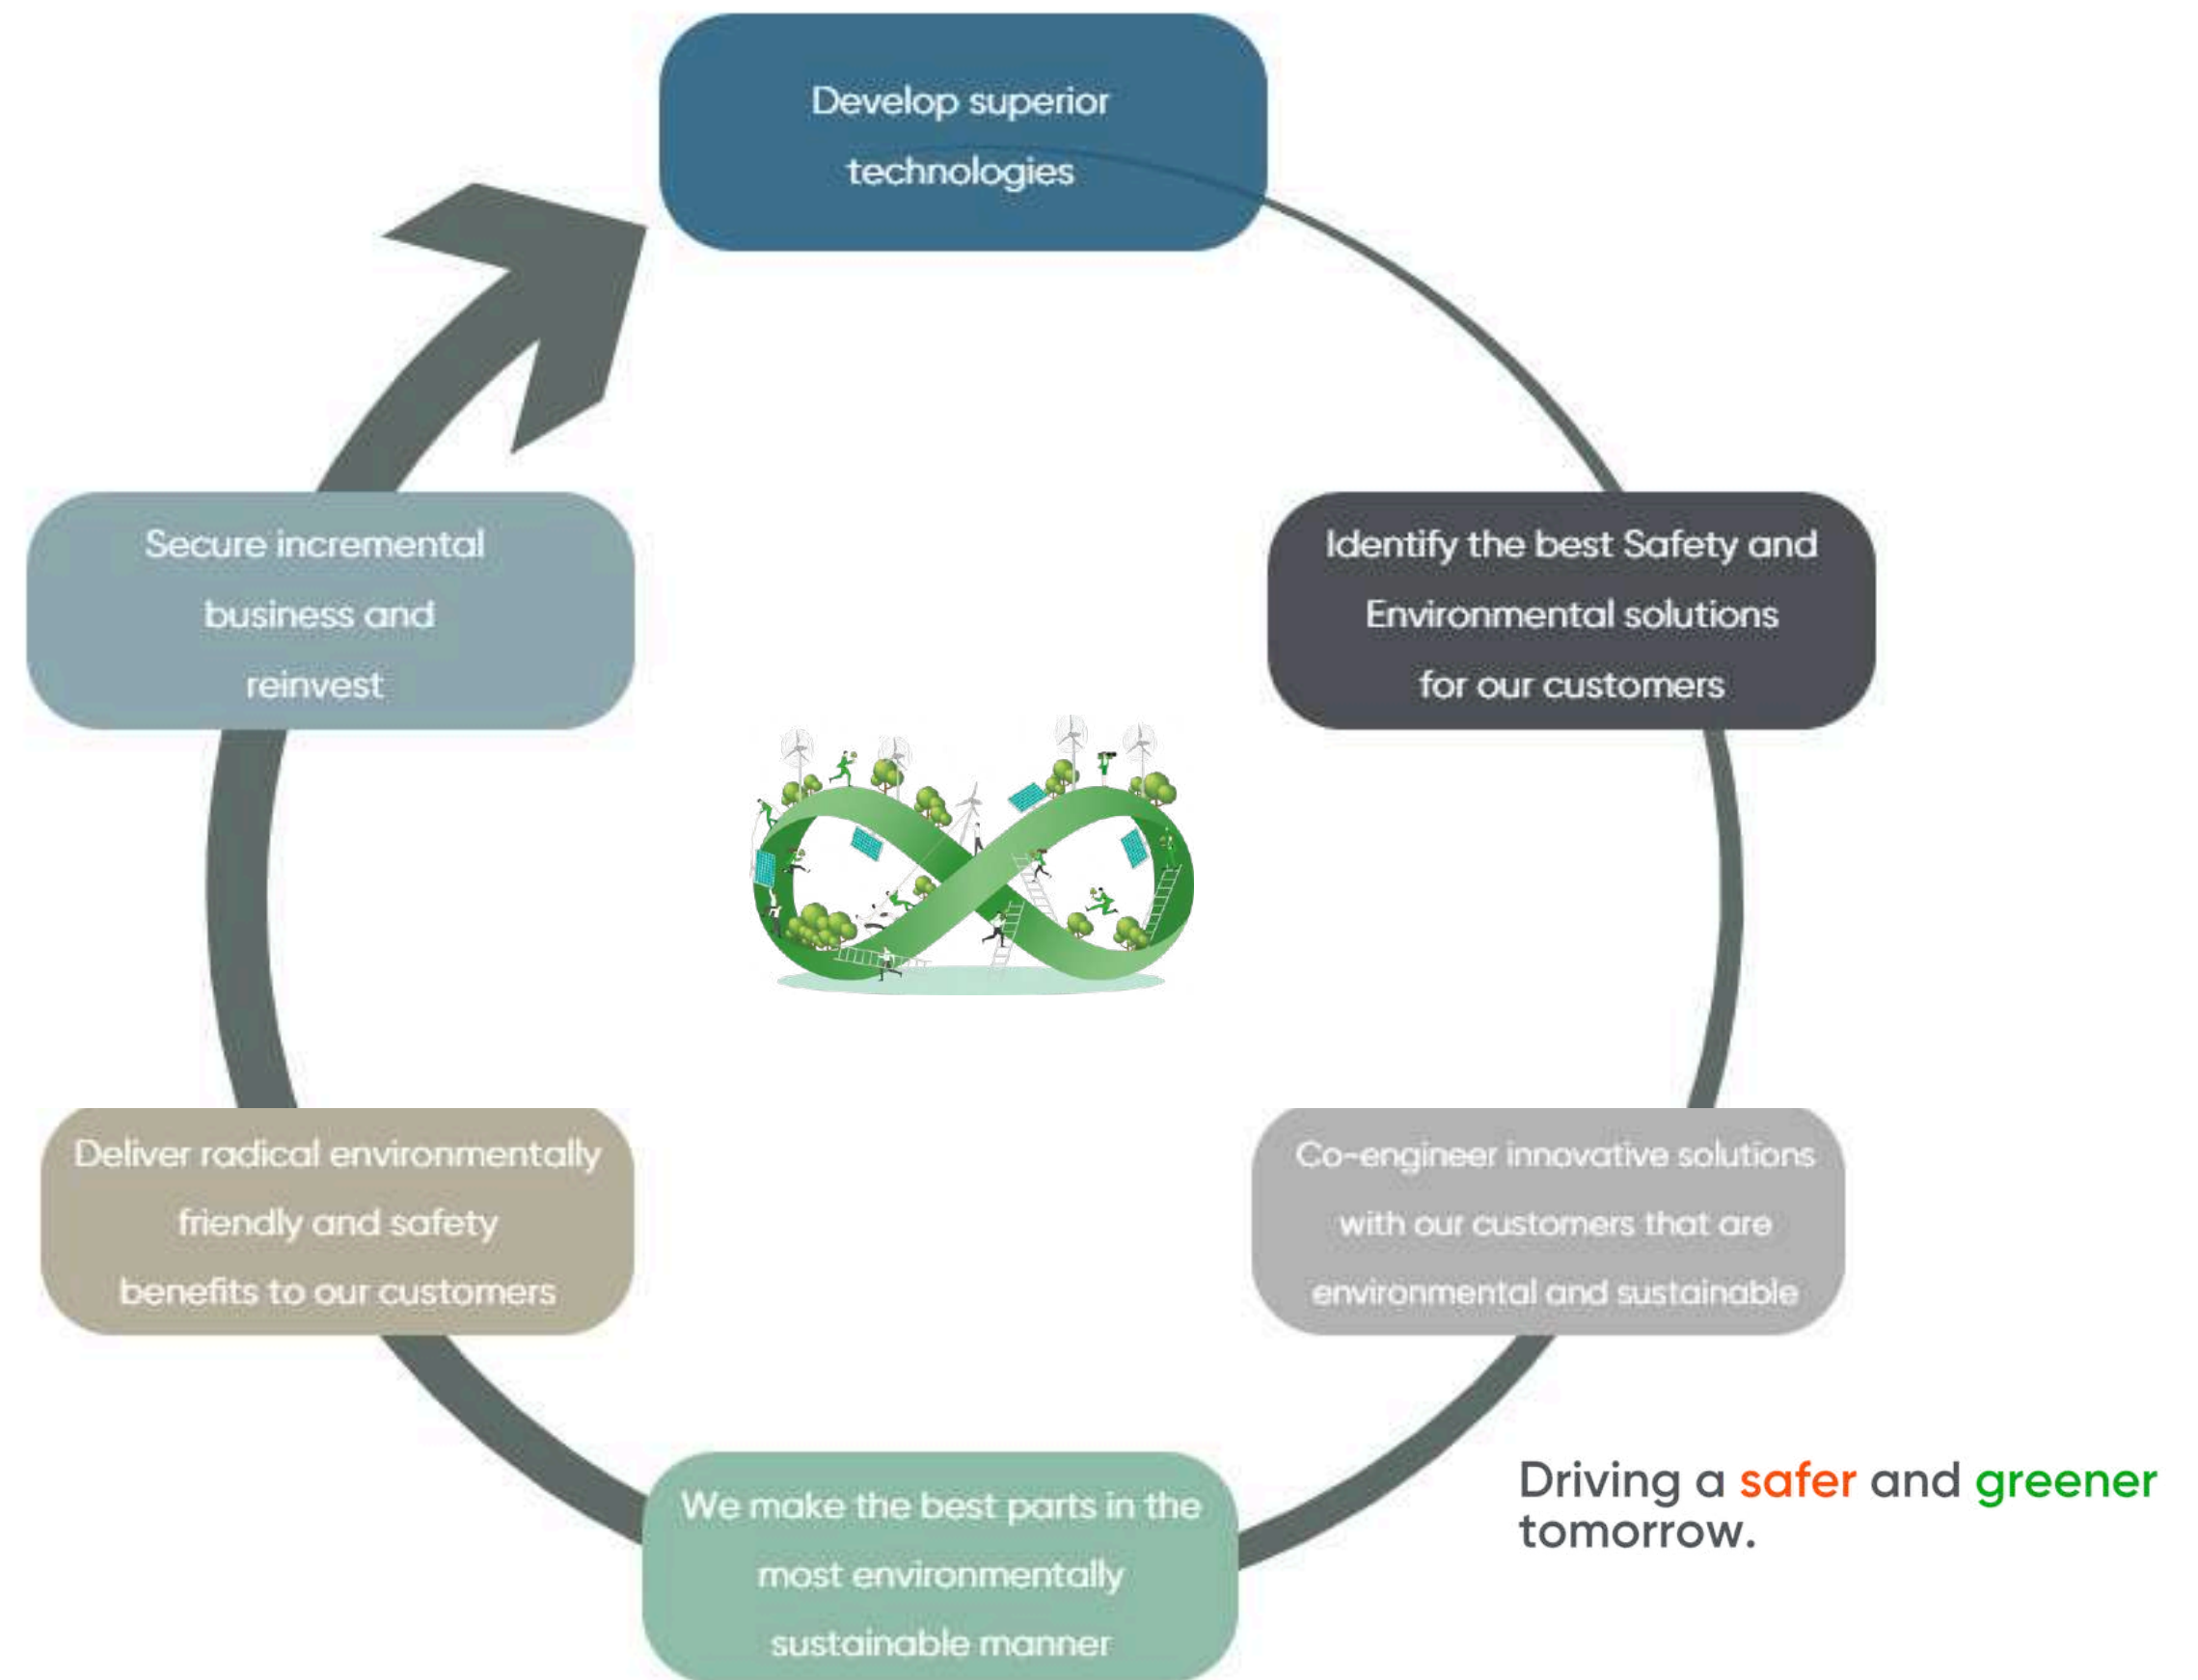 Develop superior
technologies
Identify the best Safety and
Environmental solutions
for our customers
Co-engineer innovative solutions
with our customers that are
environmental and sustainable
We make the best parts in the
most environmentally
sustainable manner
Deliver radical environmentally
friendly and safety
benefits to our customers
Secure incremental
business and
reinvest
Driving a safer and greener
tomorrow.